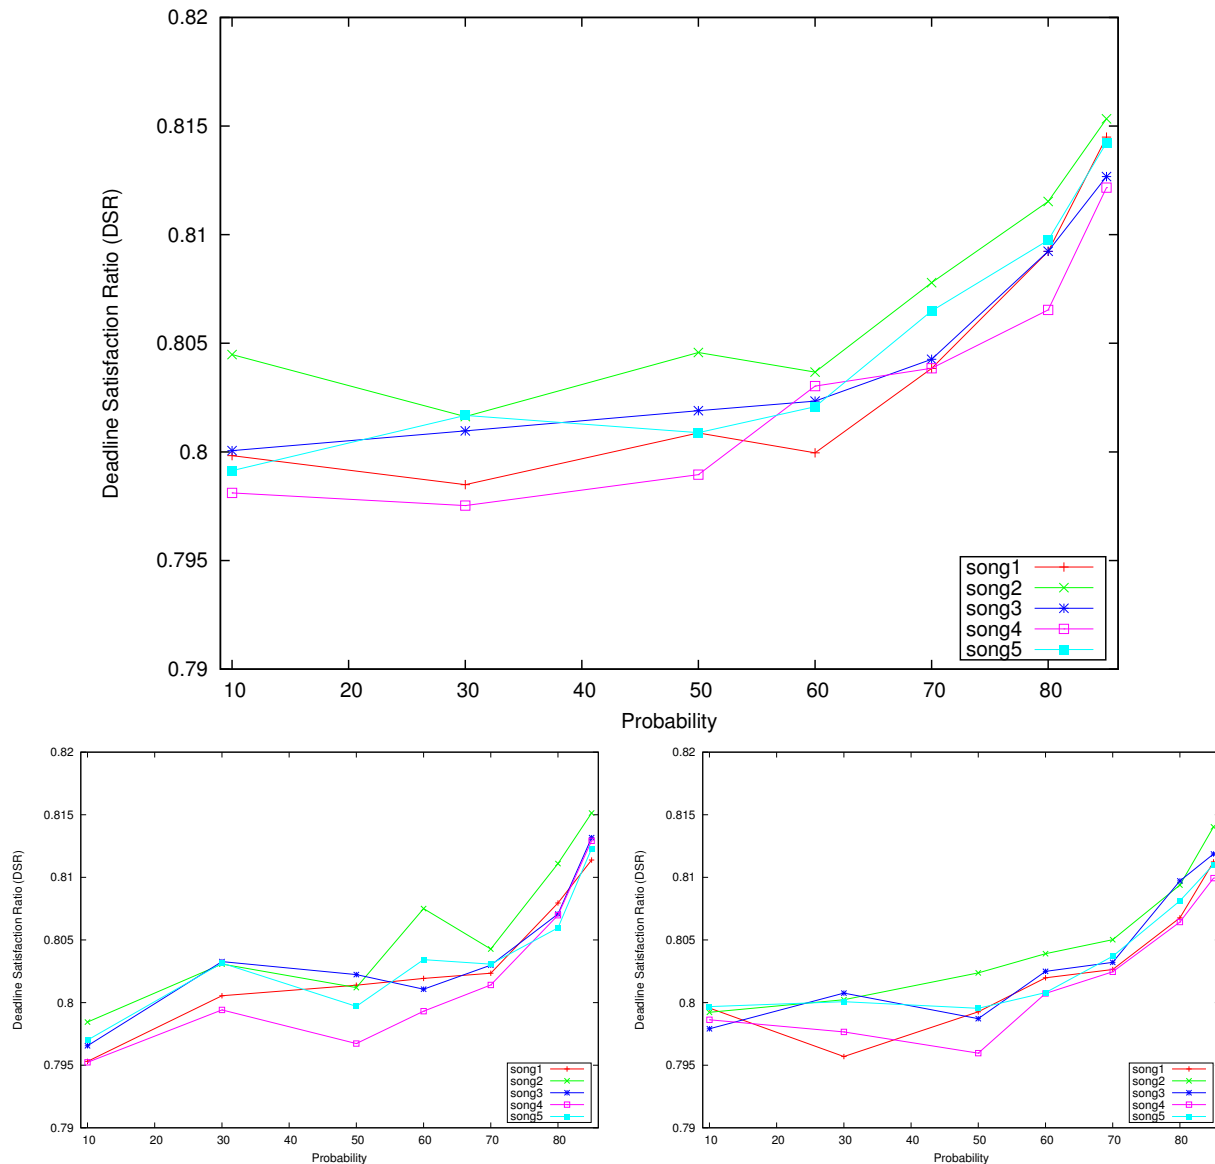 0.82
0.815
0.81
0.805
0.8
0.795
0.79
Deadline Satisfaction Ratio (DSR)
song1
song2
song3
song4
song5
10 20 30 40 50 60 70 80
Probability
0.82
0.815
0.81
0.805
0.8
0.795
0.79
Deadline Satisfaction Ratio (DSR)
song1
song2
song3
song4
song5
10 20 30 40 50 60 70 80
Probability
0.82
0.815
0.81
0.805
0.8
0.795
0.79
Deadline Satisfaction Ratio (DSR)
song1
song2
song3
song4
song5
10 20 30 40 50 60 70 80
Probability